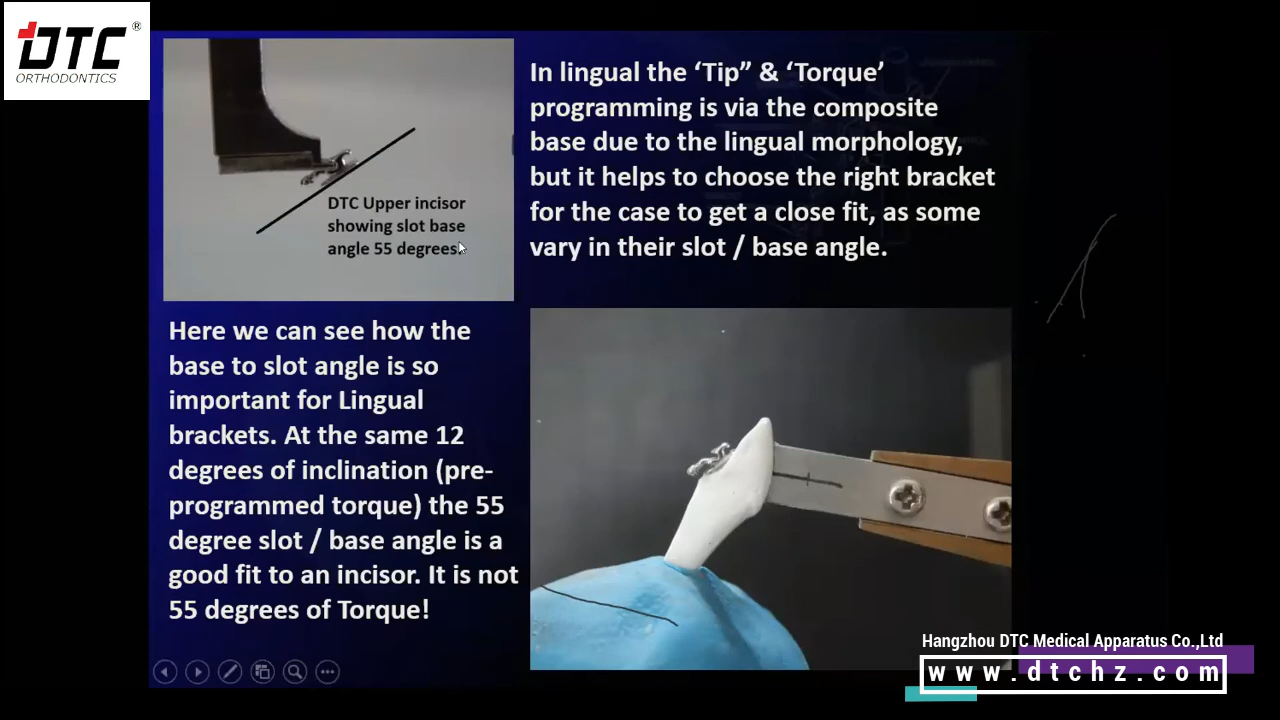 DTC®
ORTHODONTICS
In lingual the ‘Tip” & ‘Torque’
programming is via the composite
base due to the lingual morphology,
but it helps to choose the right bracket
for the case to get a close fit, as some
vary in their slot / base angle.
DTC Upper incisor
showing slot base
angle 55 degrees.
Here we can see how the
base to slot angle is so
important for Lingual
brackets. At the same 12
degrees of inclination (pre-
programmed torque) the 55
degree slot / base angle is a
good fit to an incisor. It is not
55 degrees of Torque!
Hangzhou DTC Medical Apparatus Co.,Ltd
www.dtchz.com